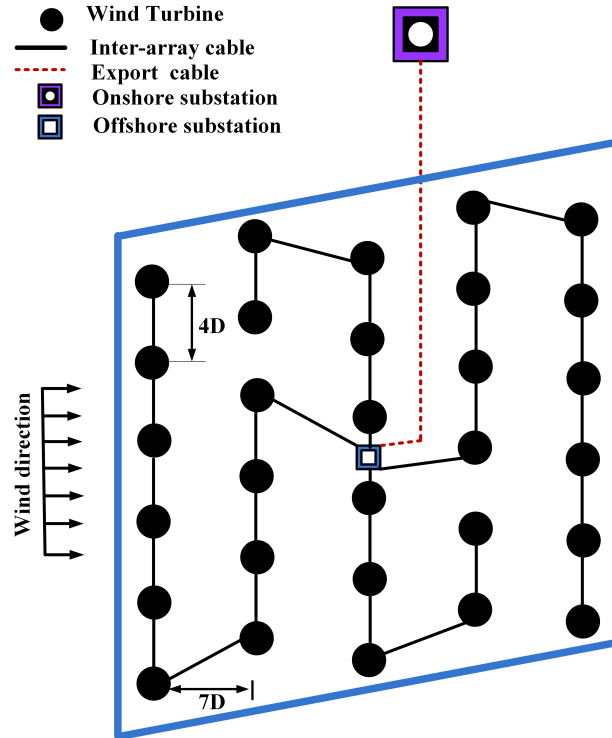 Wind Turbine
Inter-array cable
Export cable
Onshore substation
Offshore substation
4D
Wind direction
7D